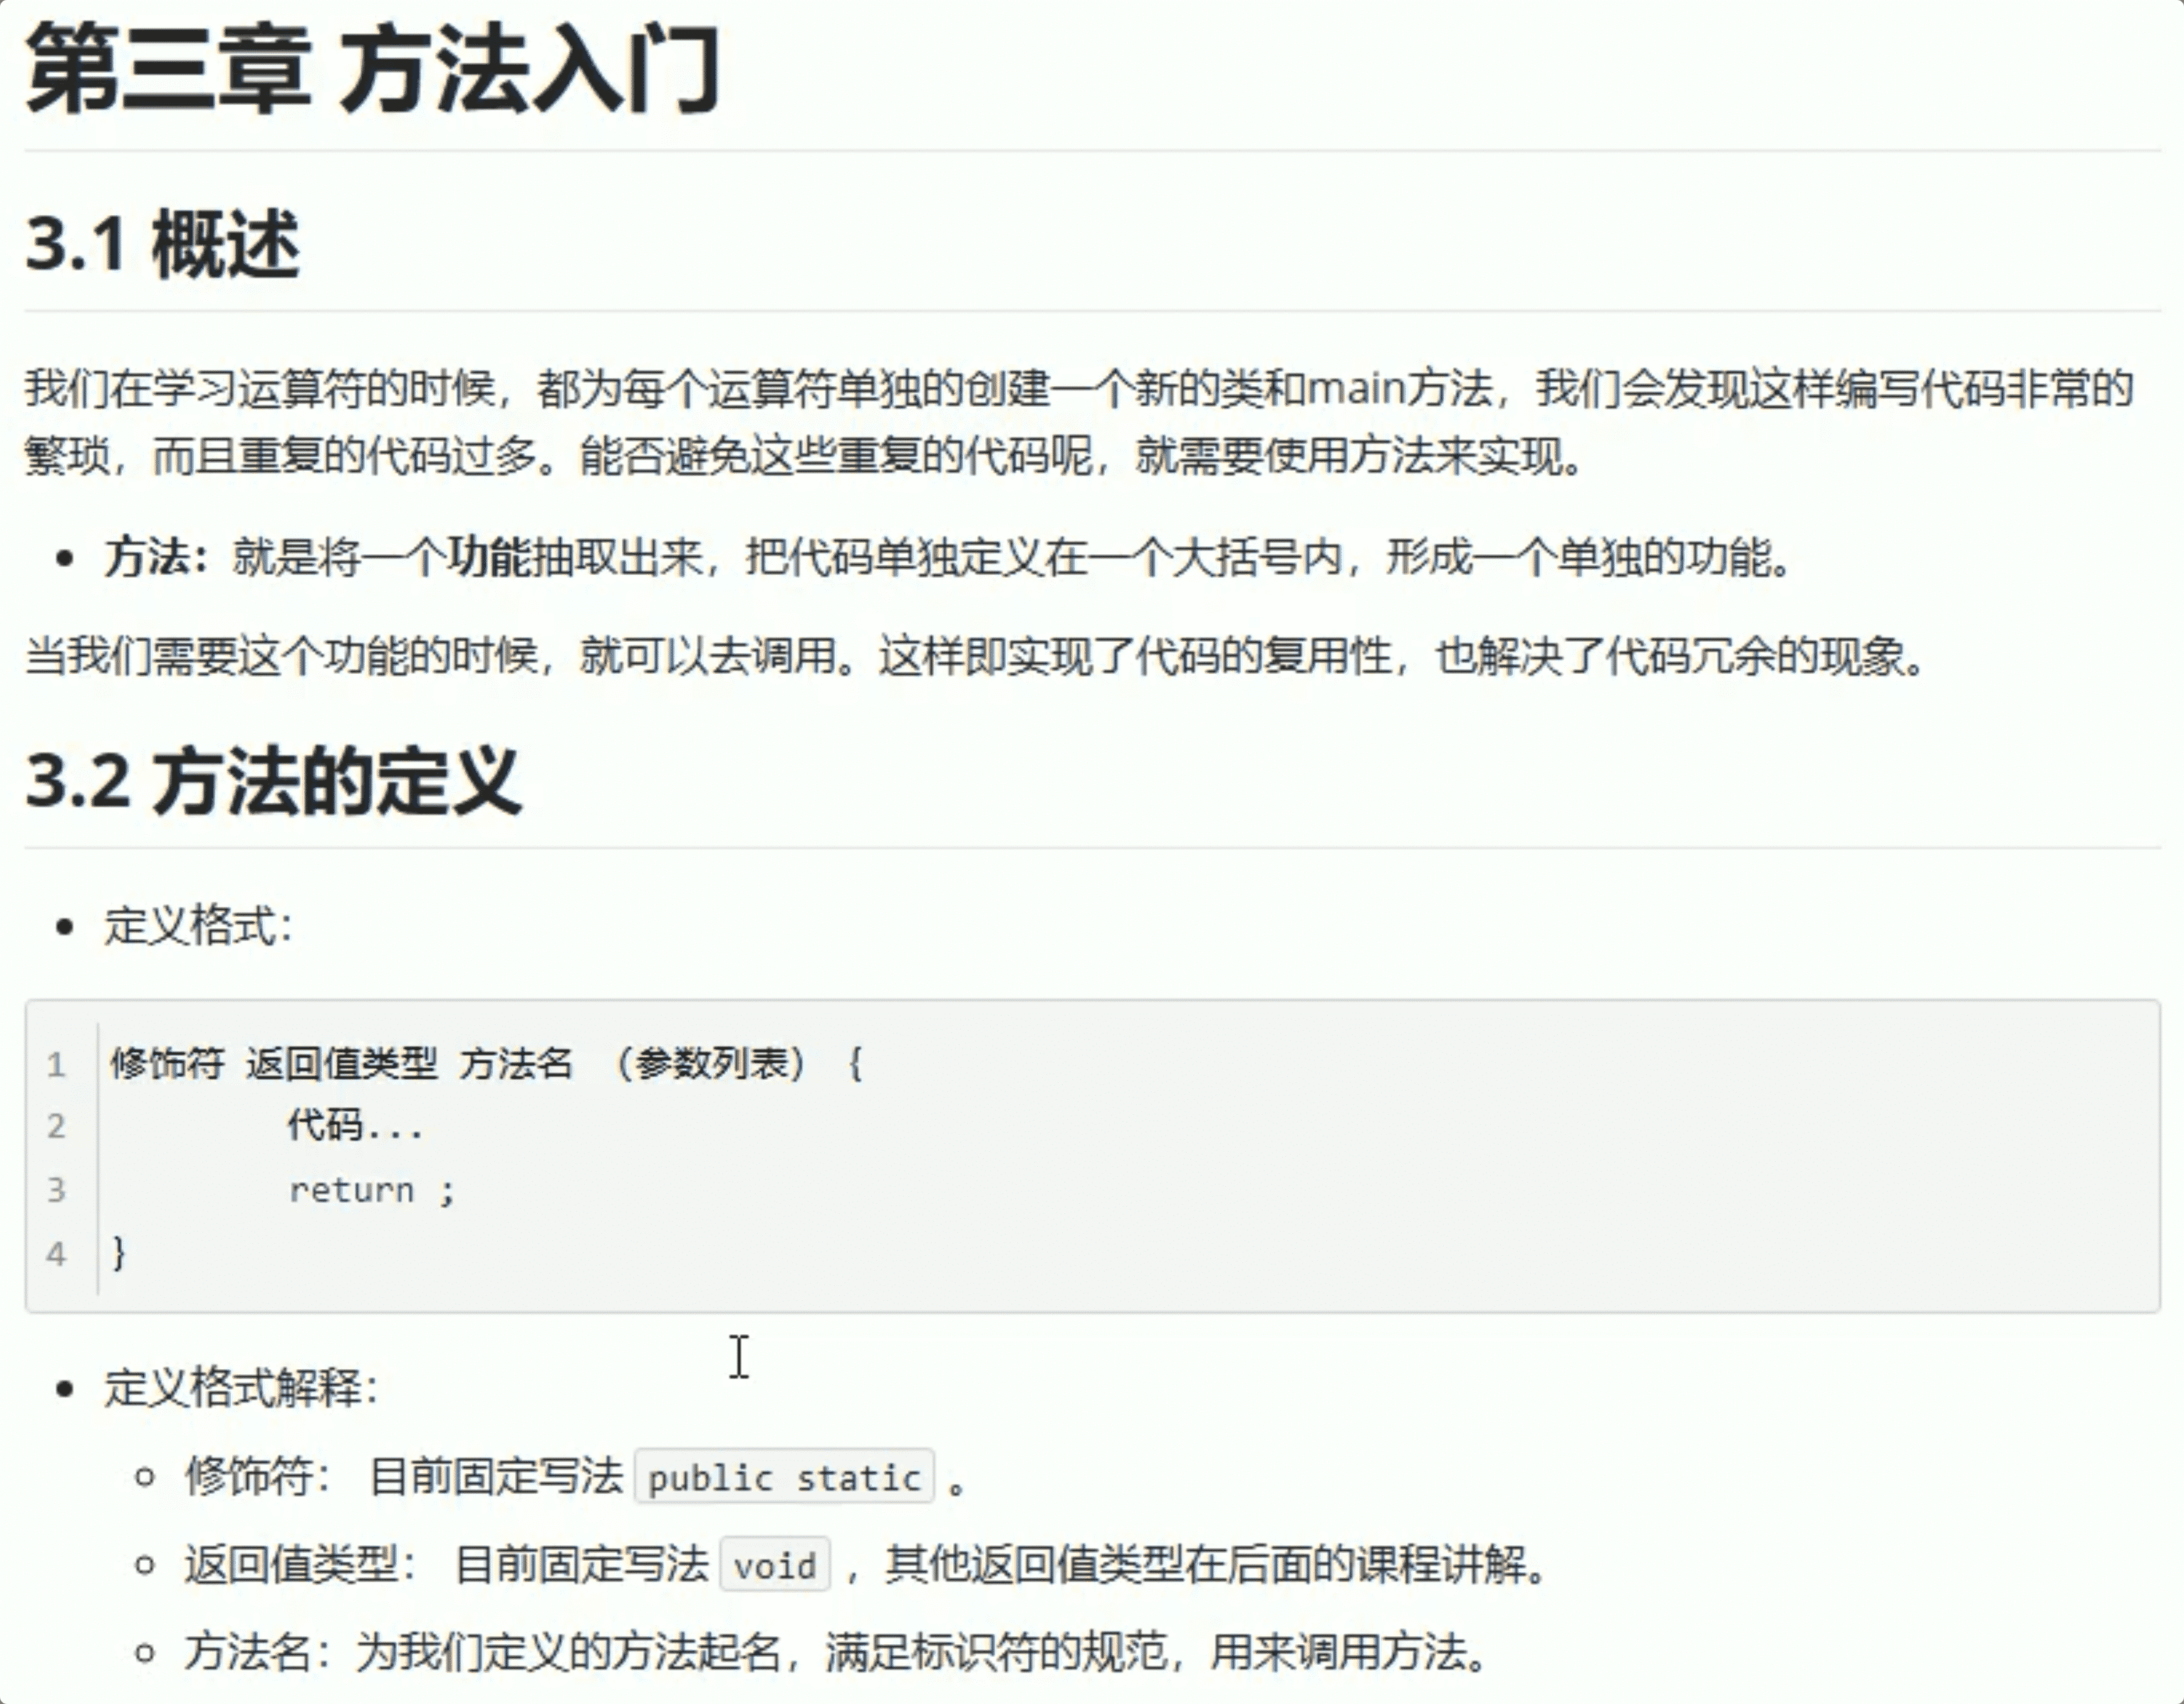 第三章 方法入门
3.1 概述
我们在学习运算符的时候，都为每个运算符单独的创建一个新的类和main方法，我们会发现这样编写代码非常的
繁琐，而且重复的代码过多。能否避免这些重复的代码呢，就需要使用方法来实现。
• 方法：就是将一个功能抽取出来，把代码单独定义在一个大括号内，形成一个单独的功能。
当我们需要这个功能的时候，就可以去调用。这样即实现了代码的复用性，也解决了代码冗余的现象。
3.2 方法的定义
• 定义格式：
1 修饰符 返回值类型 方法名 （参数列表） {
2 代码...
3 return ;
4 }
• 定义格式解释：
○ 修饰符： 目前固定写法 public static 。
○ 返回值类型： 目前固定写法 void ，其他返回值类型在后面的课程讲解。
○ 方法名：为我们定义的方法起名，满足标识符的规范，用来调用方法。